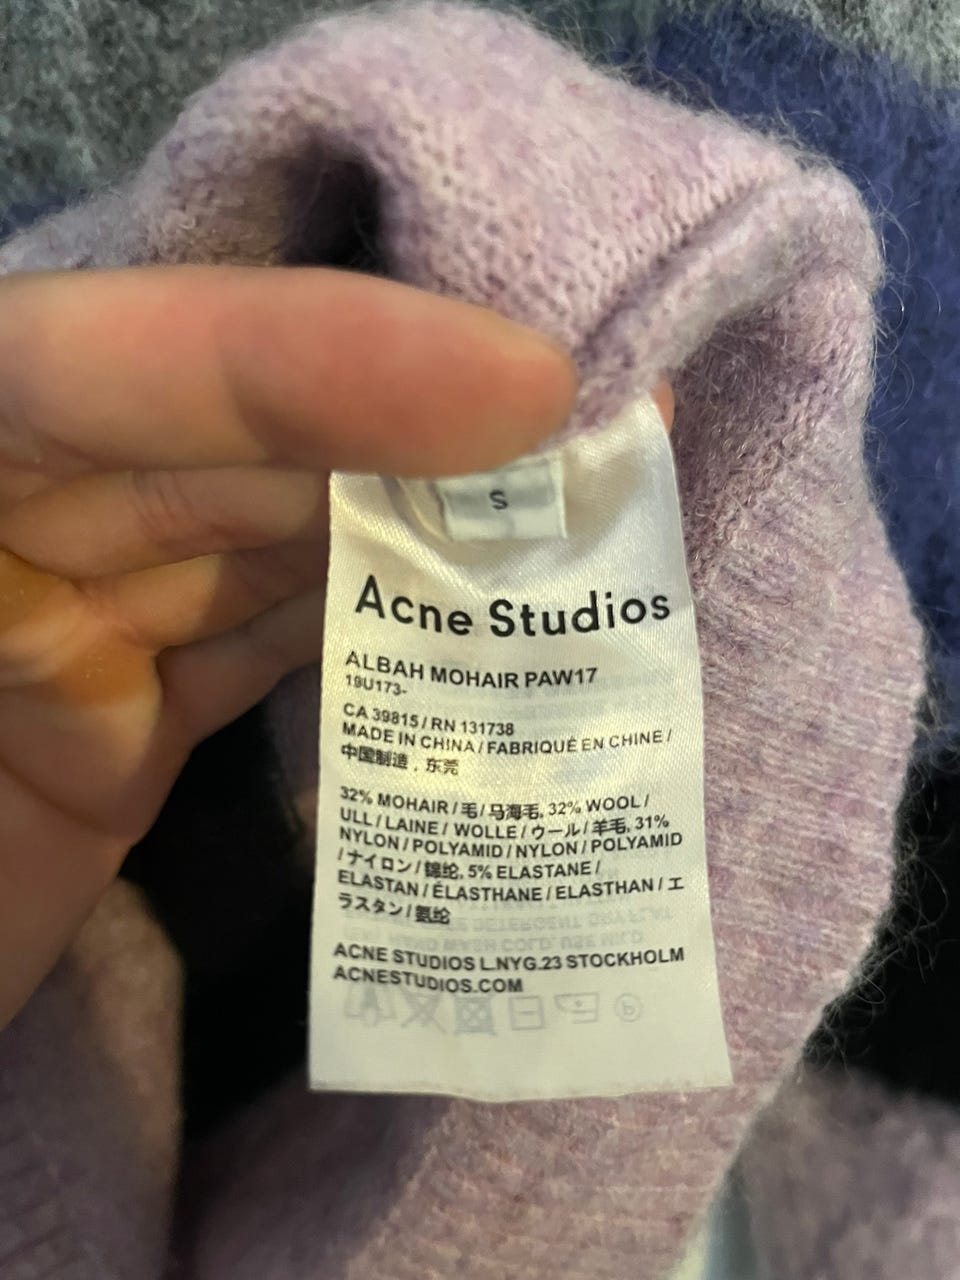 S
Acne Studios
ALBAH MOHAIR PAW17
19U173-
CA 39815 / RN 131738
MADE IN CHINA / FABRIQUÉ EN CHINE /
中国制造，东莞
32% MOHAIR / 毛 / 马海毛, 32% WOOL /
ULL / LAINE / WOLLE / ウール / 羊毛, 31%
NYLON / POLYAMID / NYLON / POLYAMID
/ ナイロン / 锦纶, 5% ELASTANE /
ELASTAN / ÉLASTHANE / ELASTHAN / エ
ラスタン / 氨纶
ACNE STUDIOS L.NYG.23 STOCKHOLM
ACNESTUDIOS.COM